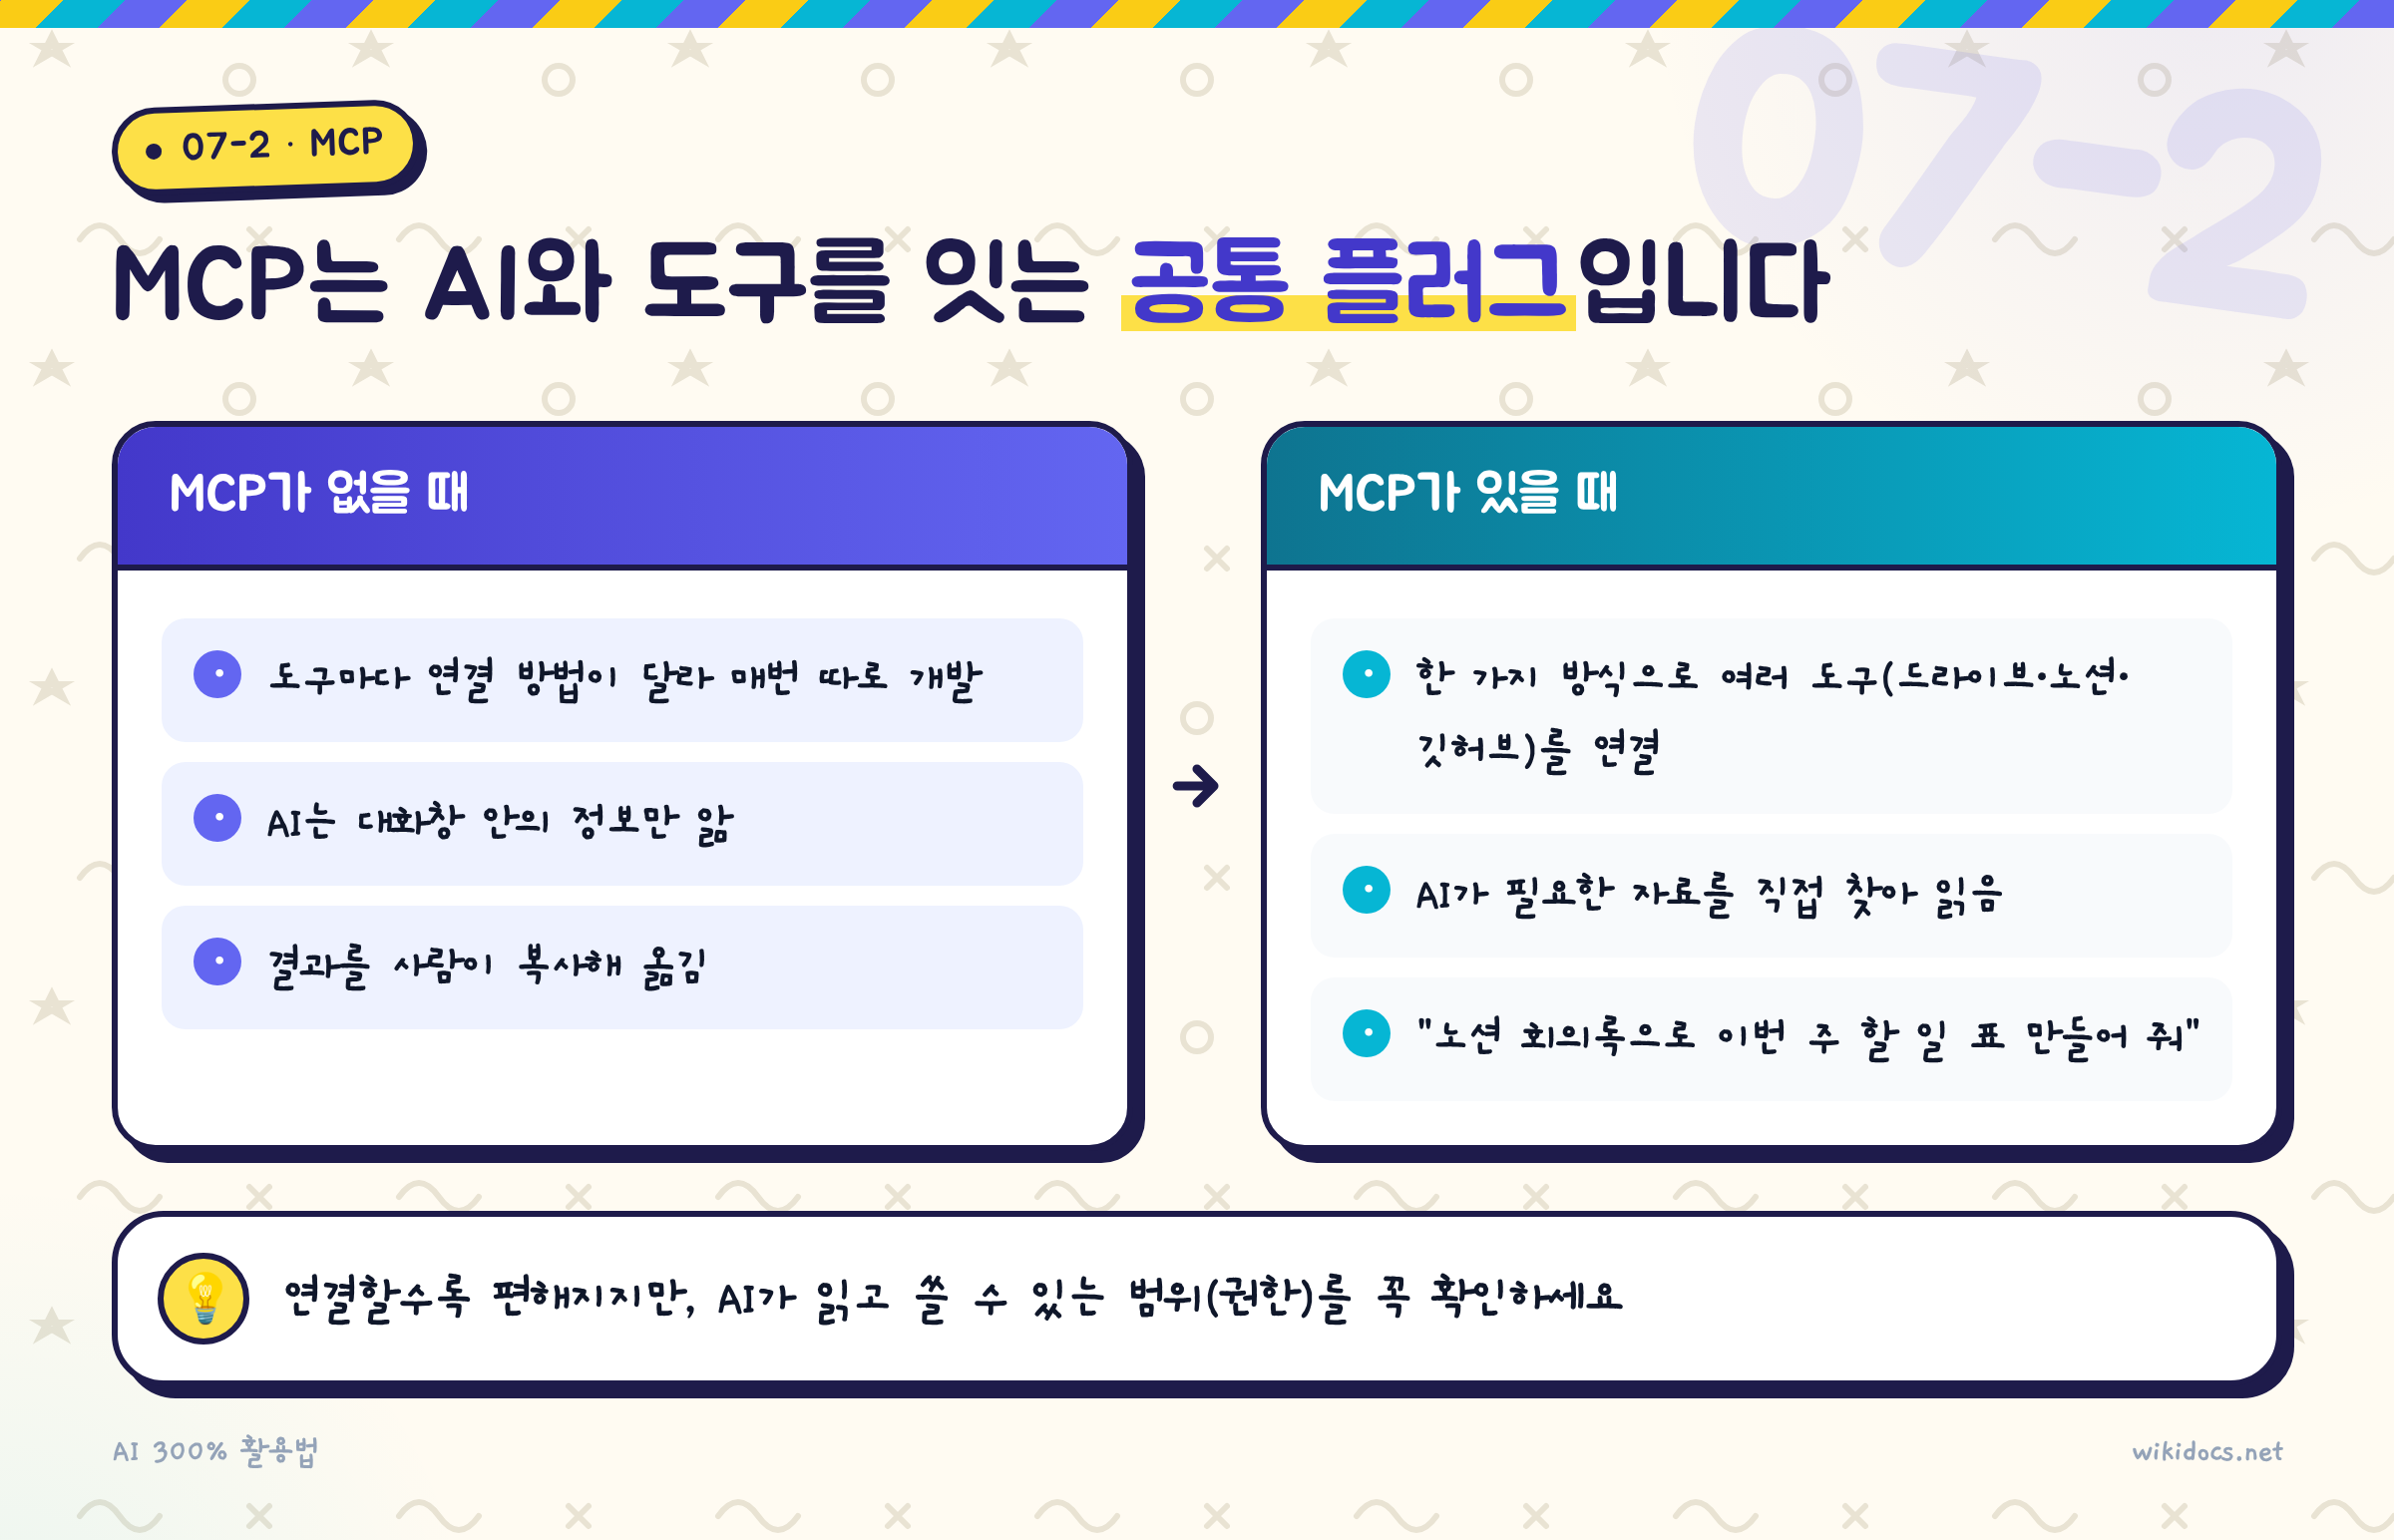 07-2
07-2 · MCP
MCP는 AI와 도구를 잇는 공통 플러그입니다
MCP가 없을 때
도구마다 연결 방법이 달라 매번 따로 개발
AI는 대화창 안의 정보만 앎
결과를 사람이 복사해 옮김
→
MCP가 있을 때
한 가지 방식으로 여러 도구(드라이브·노션·
깃허브)를 연결
AI가 필요한 자료를 직접 찾아 읽음
"노션 회의록으로 이번 주 할 일 표 만들어 줘"
연결할수록 편해지지만, AI가 읽고 쓸 수 있는 범위(권한)를 꼭 확인하세요
AI 300% 활용법
wikidocs.net